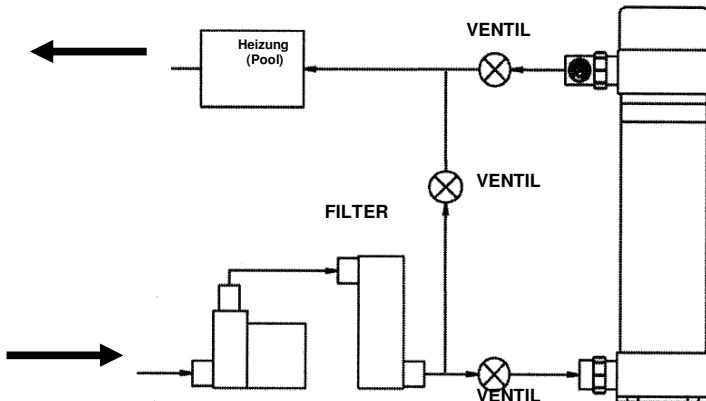 VENTIL
Heizung
(Pool)
VENTIL
FILTER
VENTIL